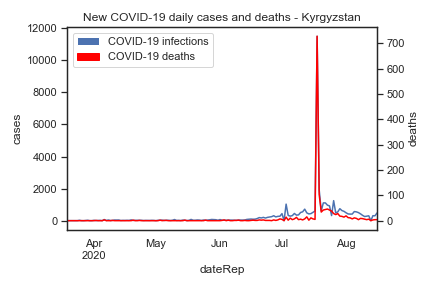 New COVID-19 daily cases and deaths - Kyrgyzstan
COVID-19 infections
COVID-19 deaths
12000
10000
8000
6000
4000
2000
0
cases
700
600
500
400
300
200
100
0
deaths
Apr
2020
May
Jun
Jul
Aug
dateRep